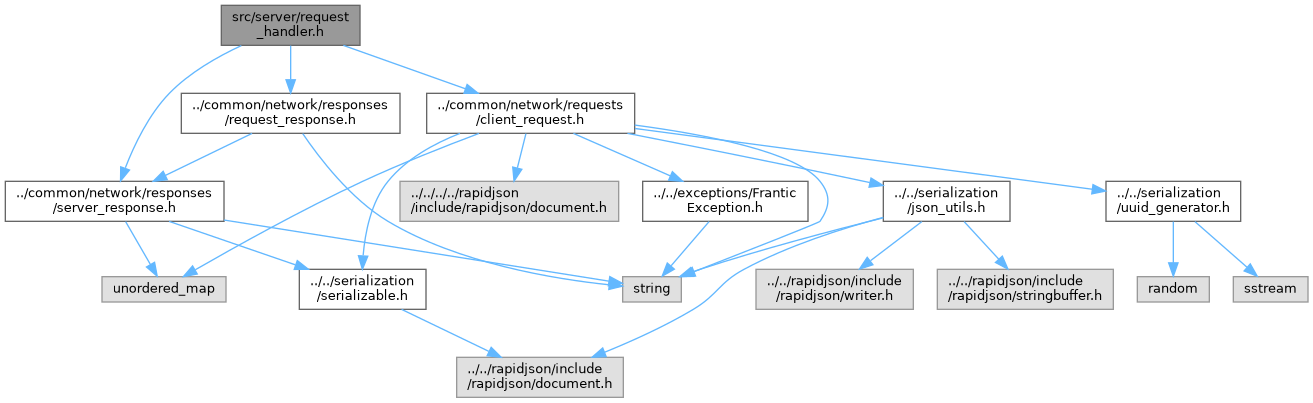 src/server/request
_handler.h
../common/network/responses
/request_response.h
../common/network/requests
/client_request.h
../common/network/responses
/server_response.h
../../../../rapidjson
/include/rapidjson/document.h
../../exceptions/Frantic
Exception.h
../../serialization
/json_utils.h
../../serialization
/uuid_generator.h
unordered_map
../../serialization
/serializable.h
string
../../rapidjson/include
/rapidjson/writer.h
../../rapidjson/include
/rapidjson/stringbuffer.h
random
sstream
../../rapidjson/include
/rapidjson/document.h